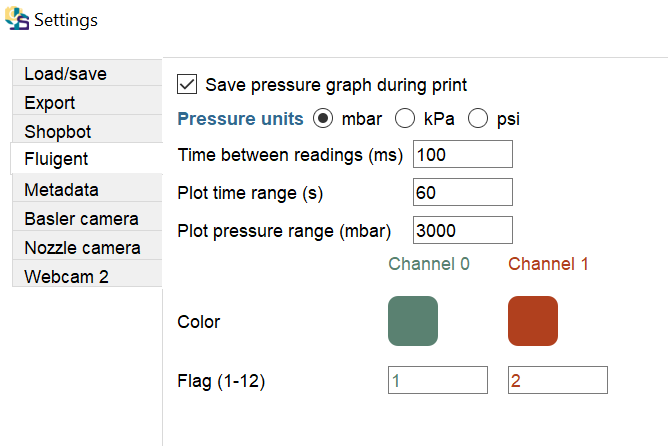 Settings
Load/save
Export
Shopbot
Fluigent
Metadata
Basler camera
Nozzle camera
Webcam 2
Save pressure graph during print
Pressure units mbar kPa psi
Time between readings (ms) 100
Plot time range (s) 60
Plot pressure range (mbar) 3000
Channel 0 Channel 1
Color
Flag (1-12) 1 2